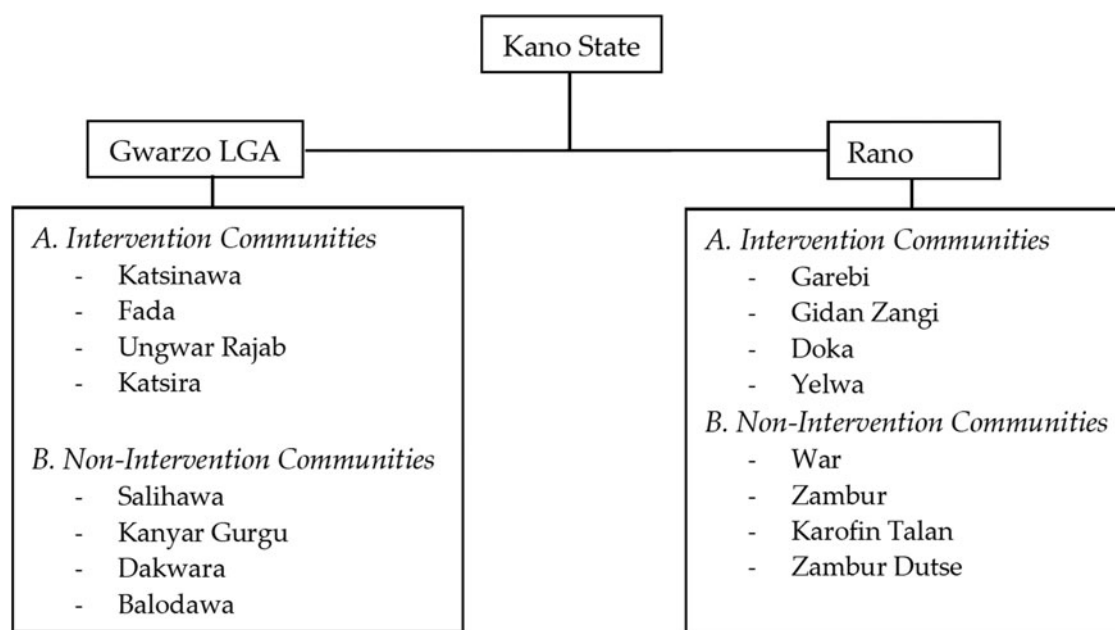 Kano State
Gwarzo LGA
Rano
A. Intervention Communities
- Katsinawa
- Fada
- Ungwar Rajab
- Katsira
B. Non-Intervention Communities
- Salihawa
- Kanyar Gurgu
- Dakwara
- Balodawa
A. Intervention Communities
- Garebi
- Gidan Zangi
- Doka
- Yelwa
B. Non-Intervention Communities
- War
- Zambur
- Karofin Talan
- Zambur Dutse